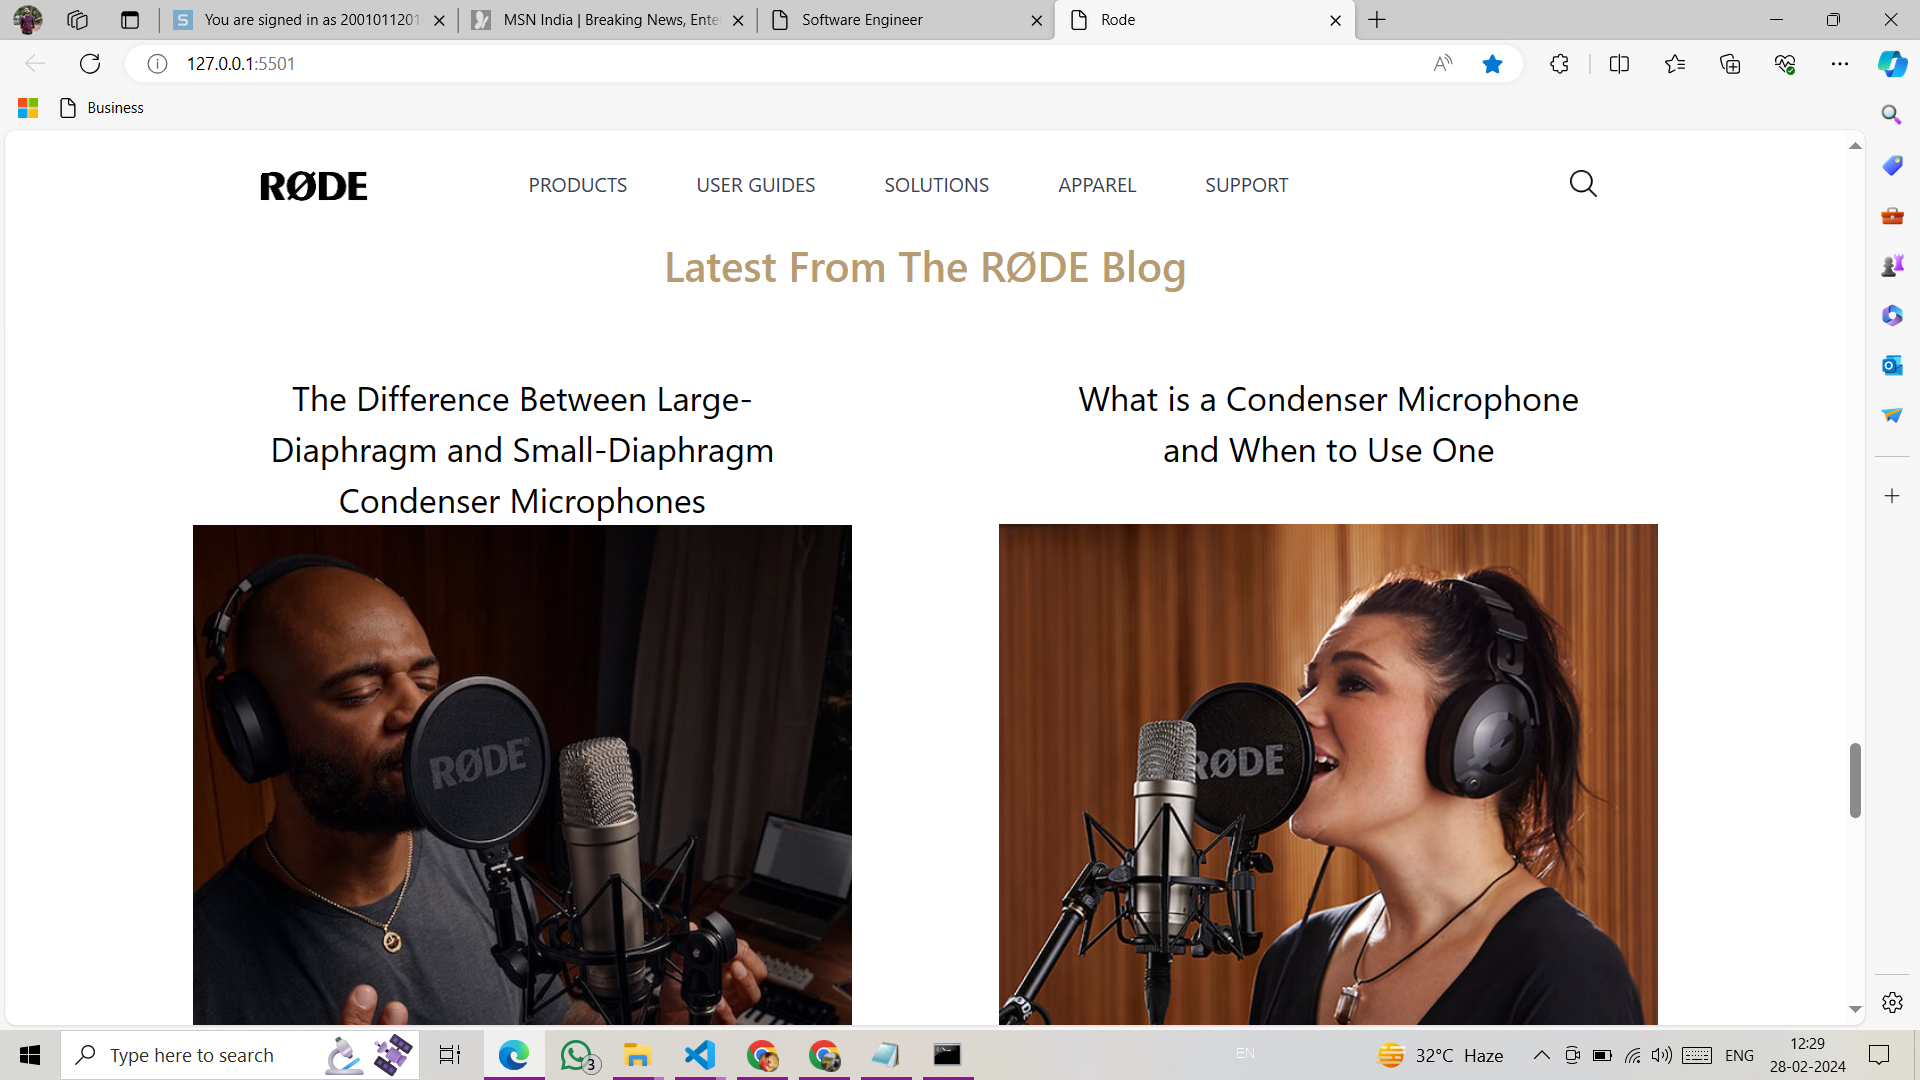 You are signed in as 2001011201
MSN India | Breaking News, Ente
Software Engineer
Rode
127.0.0.1:5501
Business
RØDE
PRODUCTS
USER GUIDES
SOLUTIONS
APPAREL
SUPPORT
Latest From The RØDE Blog
The Difference Between Large-
Diaphragm and Small-Diaphragm
Condenser Microphones
What is a Condenser Microphone
and When to Use One
RØDE
RØDE
Type here to search
3
EN
32°C Haze
ENG
12:29
28-02-2024